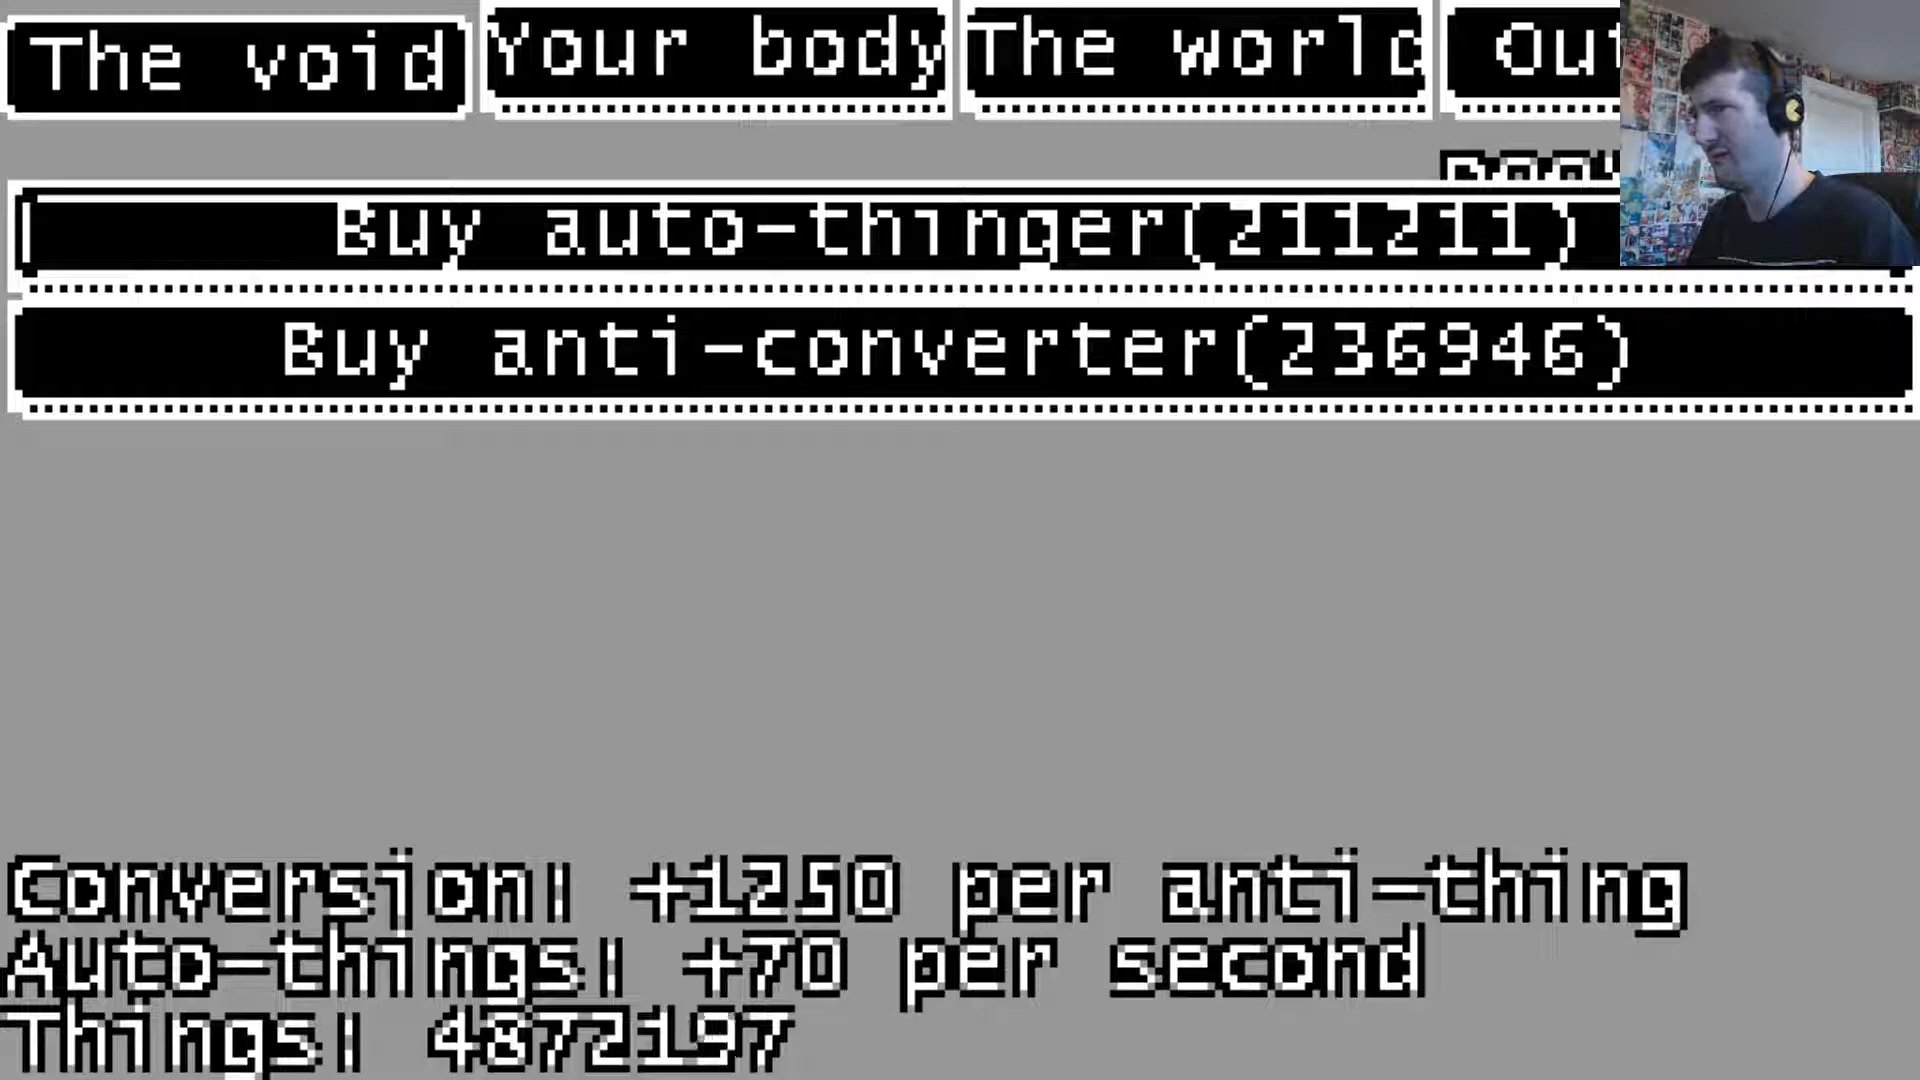 The void
Your body
The world
Ou
Buy auto-thinger(211211)
Buy anti-converter(236946)
Conversion: +1250 per anti-thing
Auto-things: +70 per second
Things: 4872197